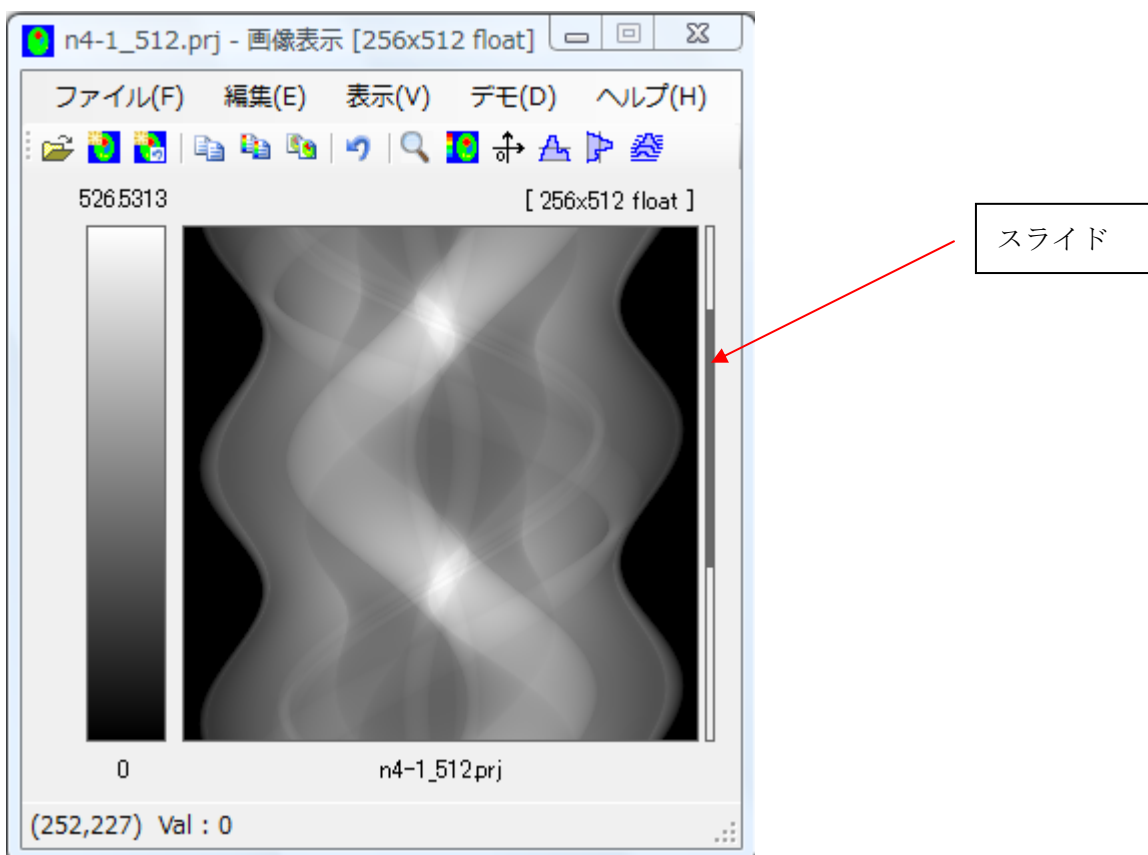 n4-1_512.prj - 画像表示 [256x512 float]
ファイル(F) 編集(E) 表示(V) デモ(D) ヘルプ(H)
526.5313 [ 256x512 float ]
スライド
0 n4-1_512.prj
(252,227) Val : 0